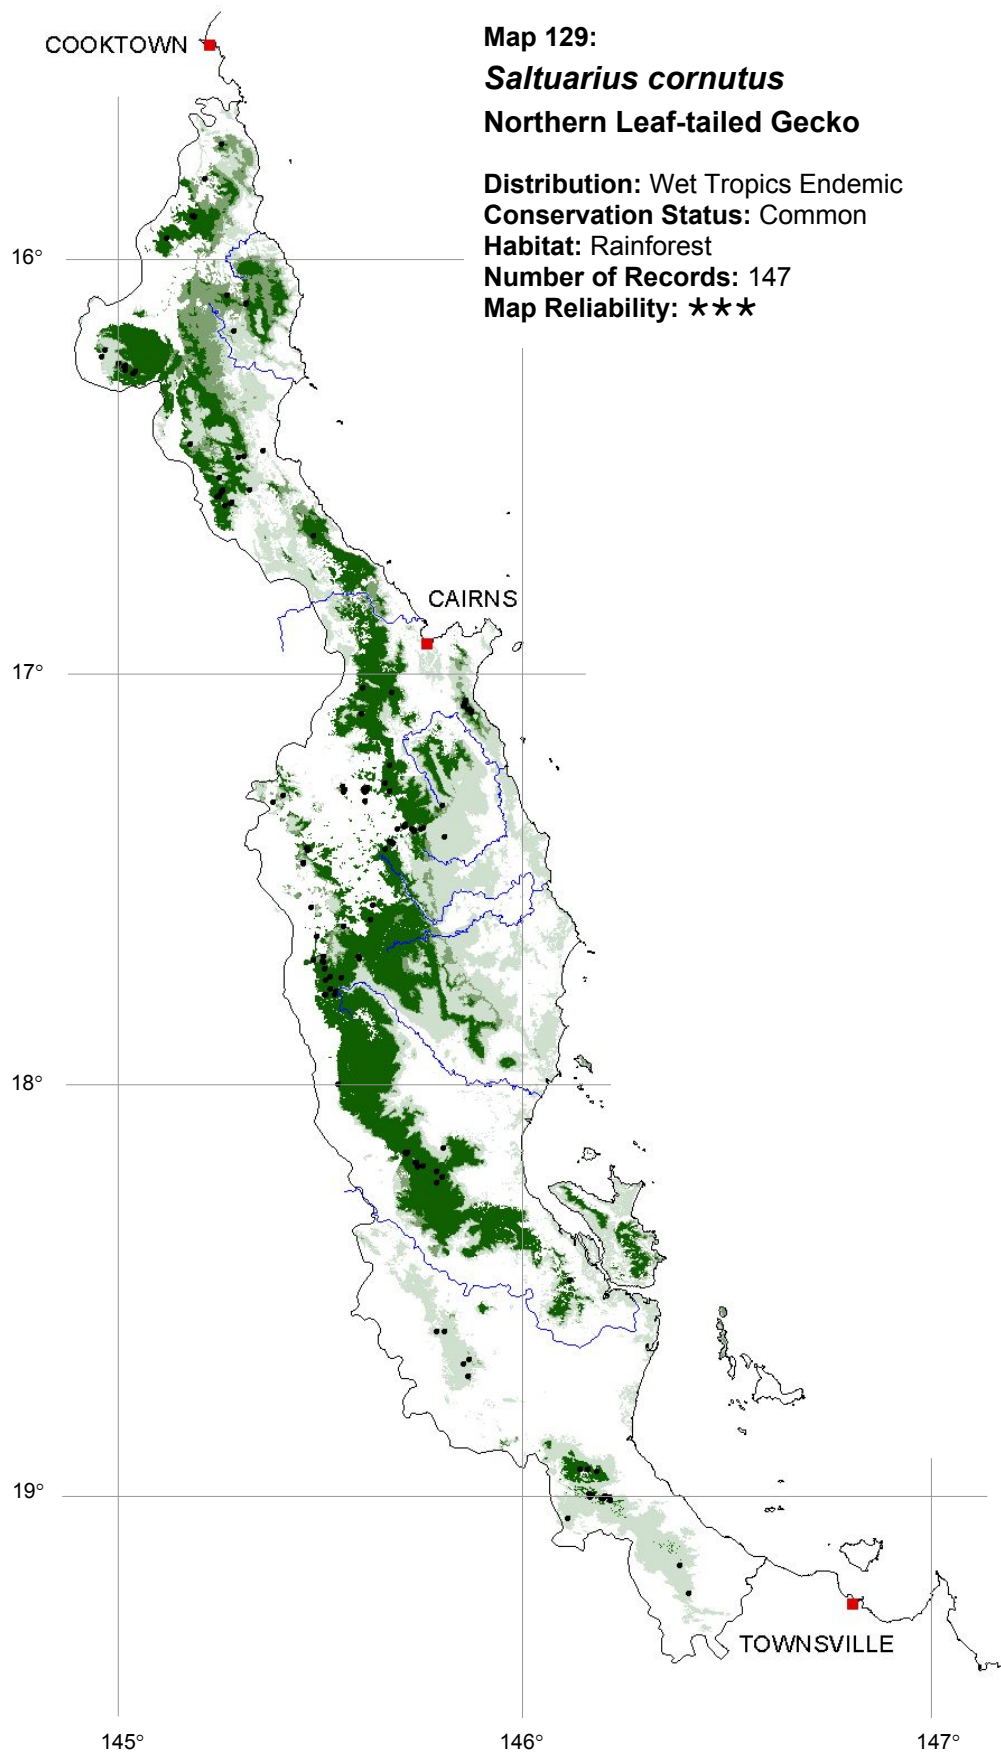 COOKTOWN
Map 129:
Saltuarius cornutus
Northern Leaf-tailed Gecko
Distribution: Wet Tropics Endemic
Conservation Status: Common
Habitat: Rainforest
Number of Records: 147
Map Reliability: ★★★
16°
CAIRNS
17°
18°
19°
TOWNSVILLE
145°
146°
147°